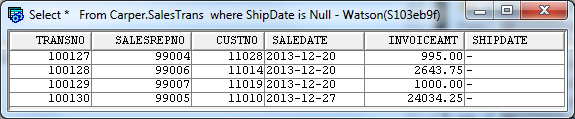 Select *   From Carper.SalesTrans  where ShipDate is Null - Watson(S103eb9f)
TRANSNO SALESREPNO CUSTNO SALEDATE INVOICEAMT SHIPDATE
100127 99004 11028 2013-12-20 995.00 -
100128 99006 11014 2013-12-20 2643.75 -
100129 99007 11019 2013-12-20 1000.00 -
100130 99005 11010 2013-12-27 24034.25 -